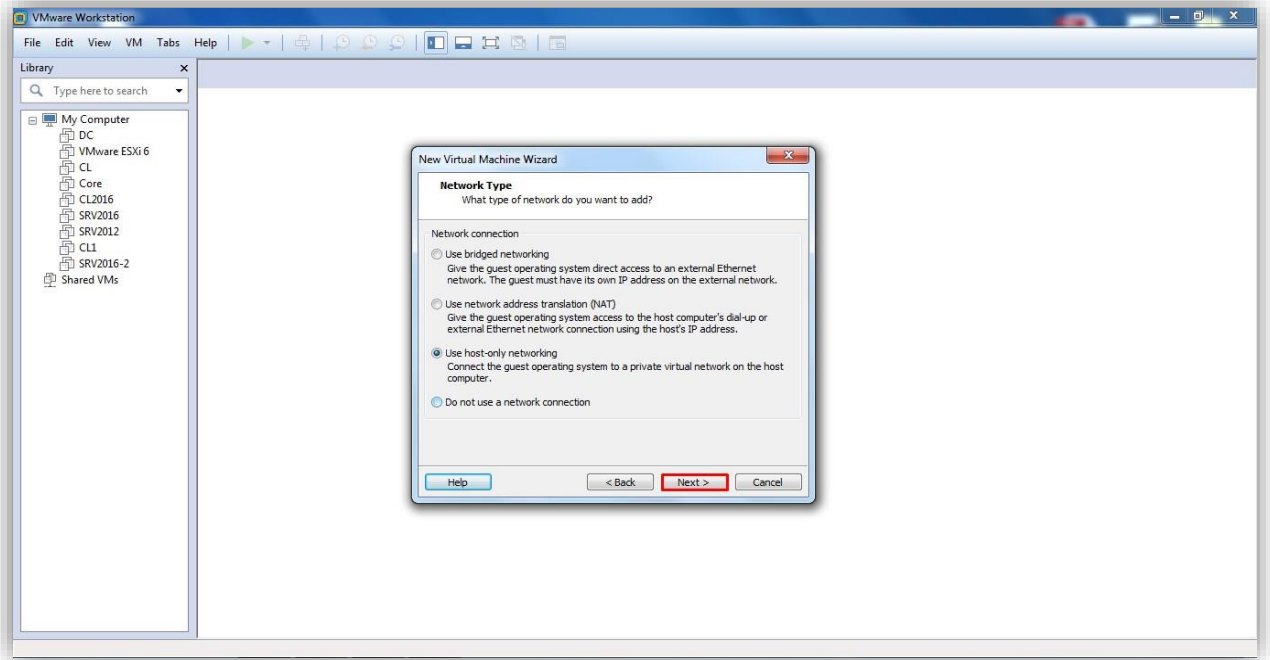 VMware Workstation
File Edit View VM Tabs Help
Library
Type here to search
My Computer
DC
VMware ESXi 6
CL
Core
CL2016
SRV2016
SRV2012
CL1
SRV2016-2
Shared VMs
New Virtual Machine Wizard
Network Type
What type of network do you want to add?
Network connection
Use bridged networking
Give the guest operating system direct access to an external Ethernet
network. The guest must have its own IP address on the external network.
Use network address translation (NAT)
Give the guest operating system access to the host computer's dial-up or
external Ethernet network connection using the host's IP address.
Use host-only networking
Connect the guest operating system to a private virtual network on the host
computer.
Do not use a network connection
Help < Back Next > Cancel